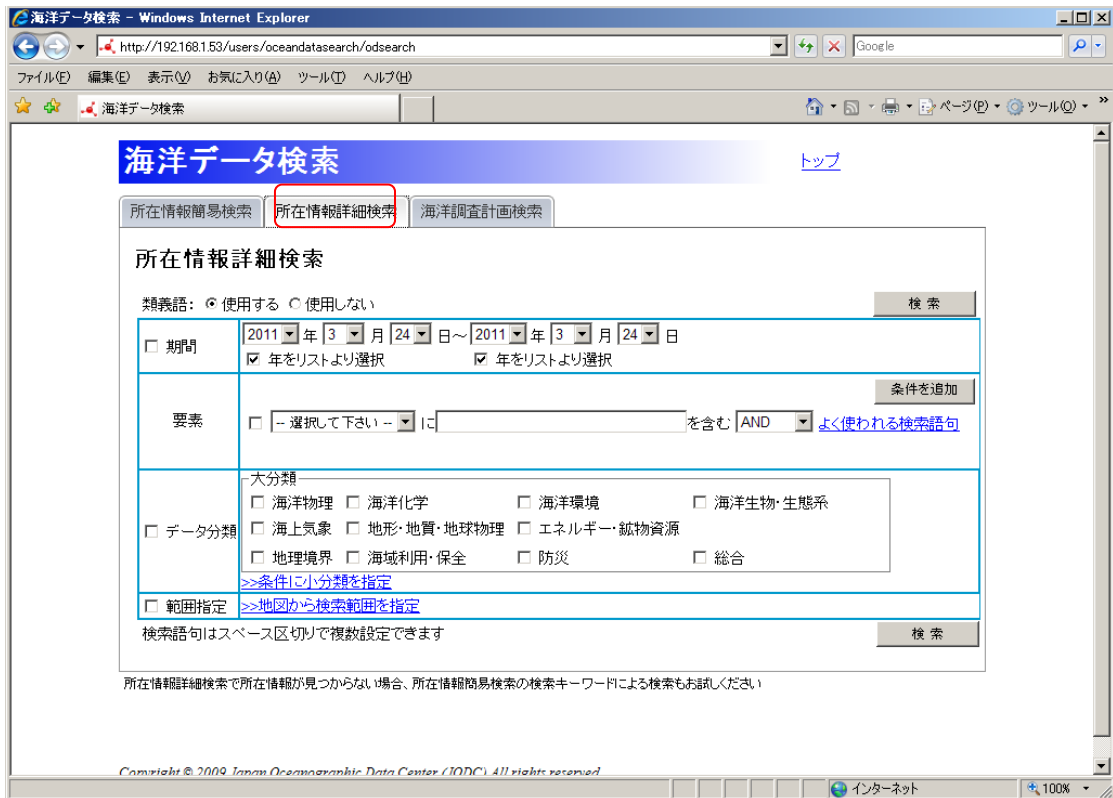 海洋データ検索 - Windows Internet Explorer
http://192.168.1.53/users/oceandatasearch/odsearch
Google
ファイル(F) 編集(E) 表示(V) お気に入り(A) ツール(T) ヘルプ(H)
海洋データ検索
ページ(P) ツール(O) »
海洋データ検索 トップ
所在情報簡易検索 所在情報詳細検索 海洋調査計画検索
所在情報詳細検索
類義語: 使用する 使用しない 検索
期間 2011 年 3 月 24 日～ 2011 年 3 月 24 日
年をリストより選択 年をリストより選択
条件を追加
要素 -- 選択して下さい -- に を含む AND よく使われる検索語句
大分類
海洋物理 海洋化学 海洋環境 海洋生物・生態系
データ分類 海上気象 地形・地質・地球物理 エネルギー・鉱物資源
地理境界 海域利用・保全 防災 総合
>>条件に小分類を指定
範囲指定 >>地図から検索範囲を指定
検索語句はスペース区切りで複数設定できます 検索
所在情報詳細検索で所在情報が見つからない場合、所在情報簡易検索の検索キーワードによる検索もお試しください
Copyright © 2009 Japan Oceanographic Data Center (JODC) All rights reserved
インターネット 100%